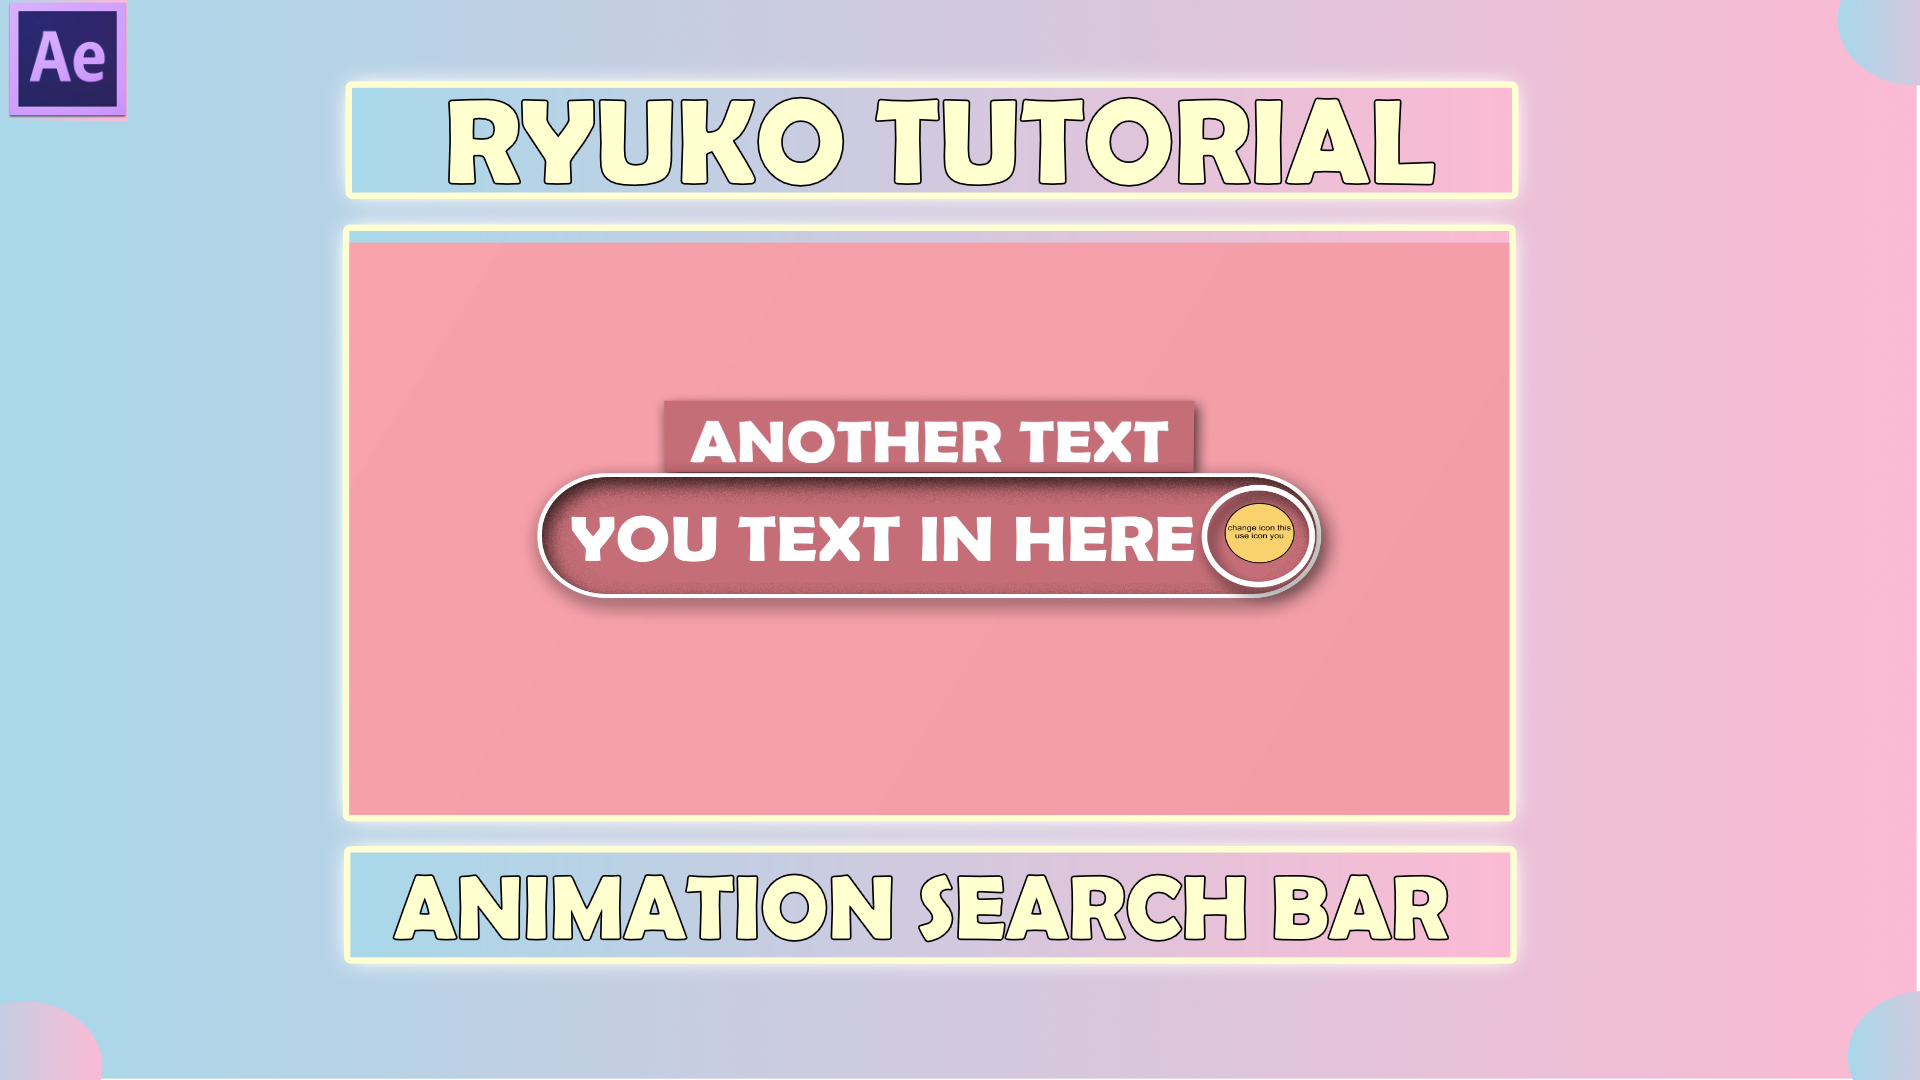 Ae
RYUKO TUTORIAL
ANOTHER TEXT
YOU TEXT IN HERE
change icon this
use icon you
ANIMATION SEARCH BAR